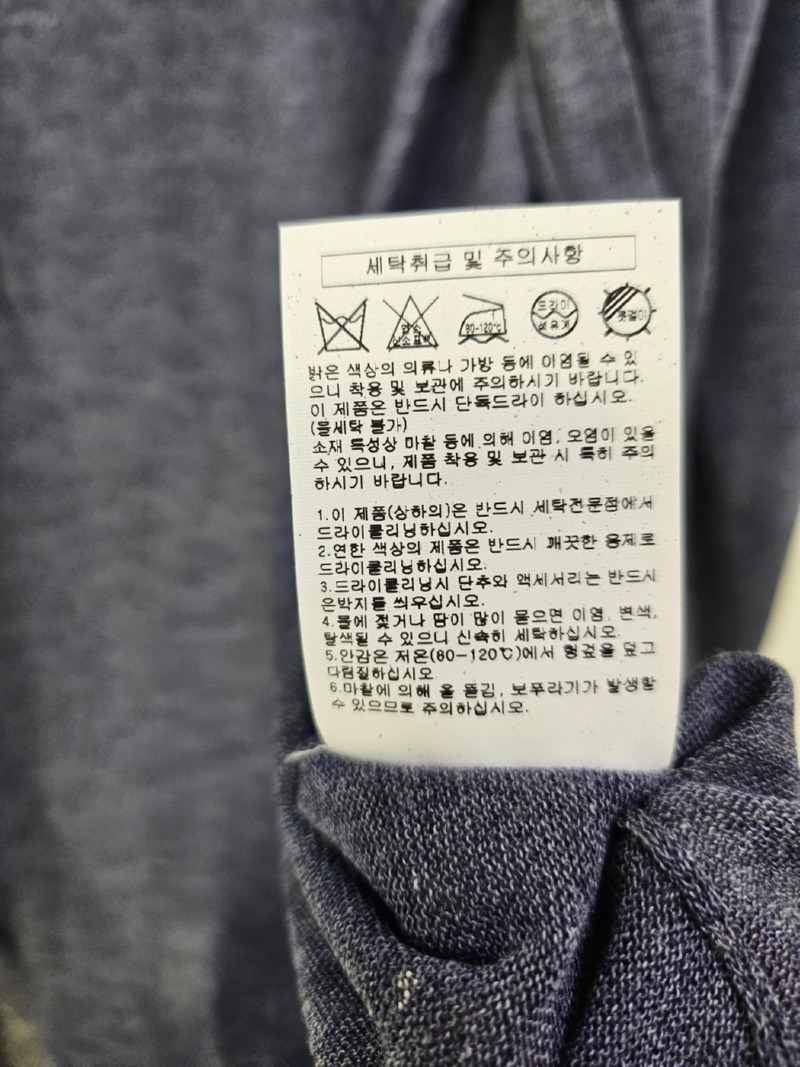 세탁취급 및 주의사항
염소
산소표백
80-120℃
드라이
석유계
옷걸이
밝은 색상의 의류나 가방 등에 이염될 수 있
으니 착용 및 보관에 주의하시기 바랍니다.
이 제품은 반드시 단독드라이 하십시오.
(물세탁 불가)
소재 특성상 마찰 등에 의해 이염, 오염이 있을
수 있으니, 제품 착용 및 보관 시 특히 주의
하시기 바랍니다.
1.이 제품(상하의)은 반드시 세탁전문점에서
드라이클리닝하십시오.
2.연한 색상의 제품은 반드시 깨끗한 용제로
드라이클리닝하십시오.
3.드라이클리닝시 단추와 액세서리는 반드시
은박지를 씌우십시오.
4.물에 젖거나 땀이 많이 묻으면 이염, 변색,
탈색될 수 있으니 신속히 세탁하십시오.
5.안감은 저온(80-120℃)에서 헝겊을 덮고
다림질하십시오
6.마찰에 의해 올 뜯김, 보푸라기가 발생할
수 있으므로 주의하십시오.